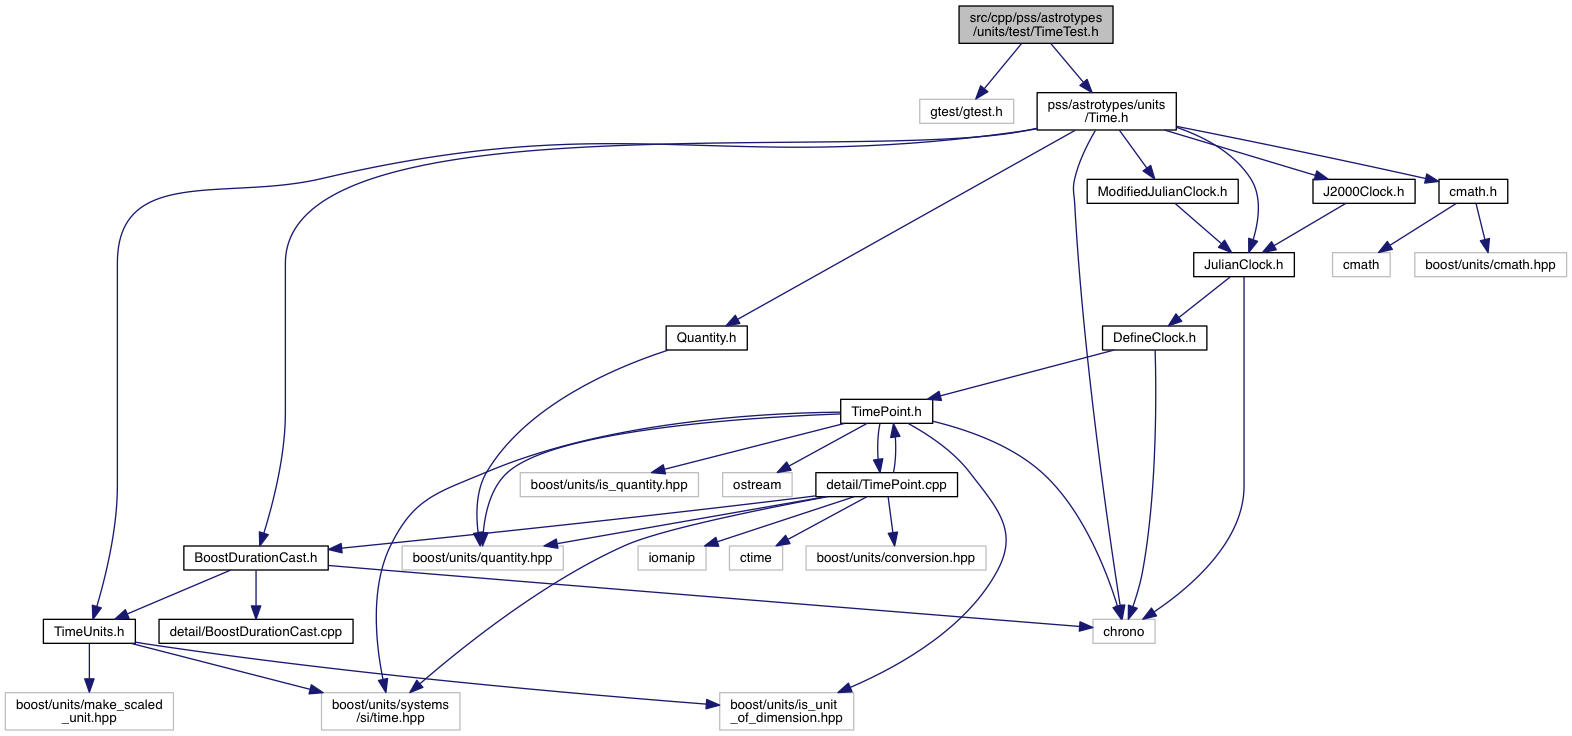 src/cpp/pss/astrotypes
/units/test/TimeTest.h
gtest/gtest.h
pss/astrotypes/units
/Time.h
ModifiedJulianClock.h
J2000Clock.h
cmath.h
JulianClock.h
cmath
boost/units/cmath.hpp
Quantity.h
DefineClock.h
TimePoint.h
boost/units/is_quantity.hpp
ostream
detail/TimePoint.cpp
BoostDurationCast.h
boost/units/quantity.hpp
iomanip
ctime
boost/units/conversion.hpp
TimeUnits.h
detail/BoostDurationCast.cpp
chrono
boost/units/make_scaled
_unit.hpp
boost/units/systems
/si/time.hpp
boost/units/is_unit
_of_dimension.hpp